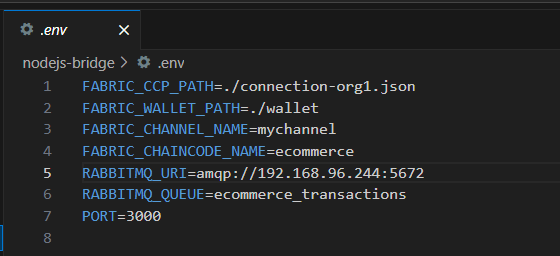 .env
nodejs-bridge > .env
1 FABRIC_CCP_PATH=./connection-org1.json
2 FABRIC_WALLET_PATH=./wallet
3 FABRIC_CHANNEL_NAME=mychannel
4 FABRIC_CHAINCODE_NAME=ecommerce
5 RABBITMQ_URI=amqp://192.168.96.244:5672
6 RABBITMQ_QUEUE=ecommerce_transactions
7 PORT=3000
8